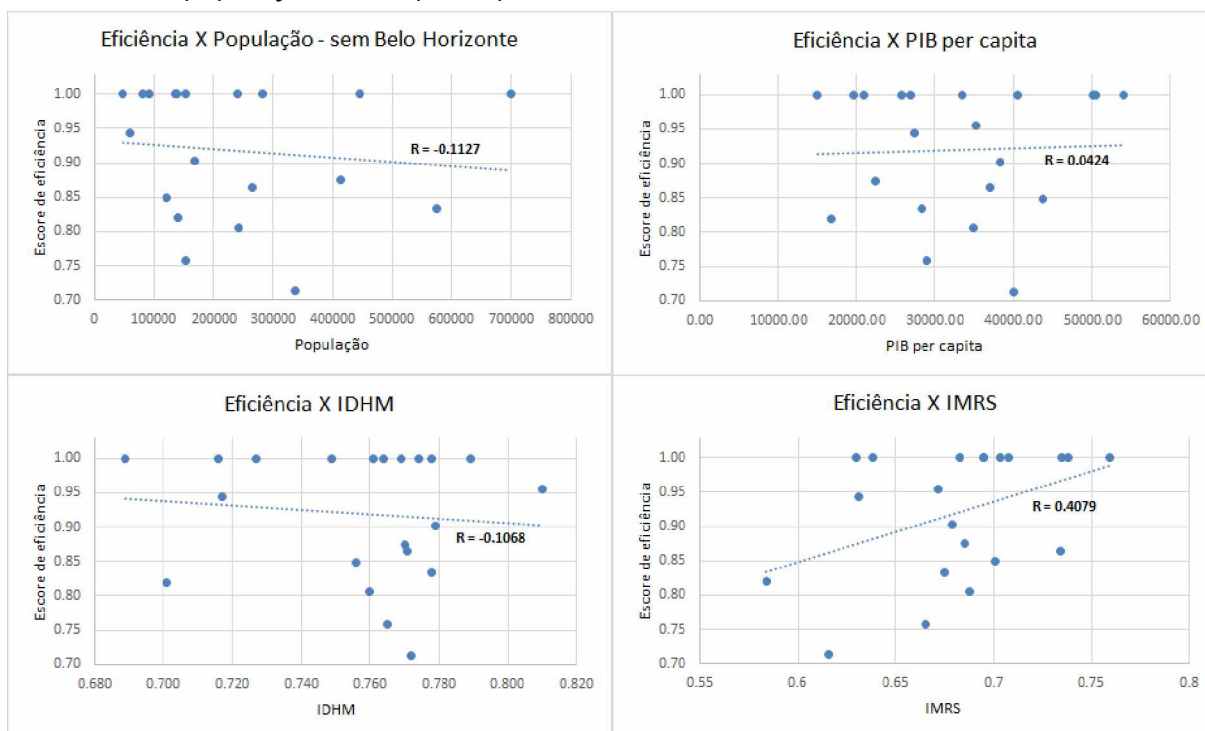 Eficiência X População - sem Belo Horizonte
1.00
0.95
0.90
0.85
0.80
0.75
0.70
Escore de eficiência
R = -0.1127
0 100000 200000 300000 400000 500000 600000 700000 800000
População
Eficiência X PIB per capita
1.00
0.95
0.90
0.85
0.80
0.75
0.70
Escore de eficiência
R = 0.0424
0.00 10000.00 20000.00 30000.00 40000.00 50000.00 60000.00
PIB per capita
Eficiência X IDHM
1.00
0.95
0.90
0.85
0.80
0.75
0.70
Escore de eficiência
R = -0.1068
0.680 0.700 0.720 0.740 0.760 0.780 0.800 0.820
IDHM
Eficiência X IMRS
1.00
0.95
0.90
0.85
0.80
0.75
0.70
Escore de eficiência
R = 0.4079
0.55 0.6 0.65 0.7 0.75 0.8
IMRS